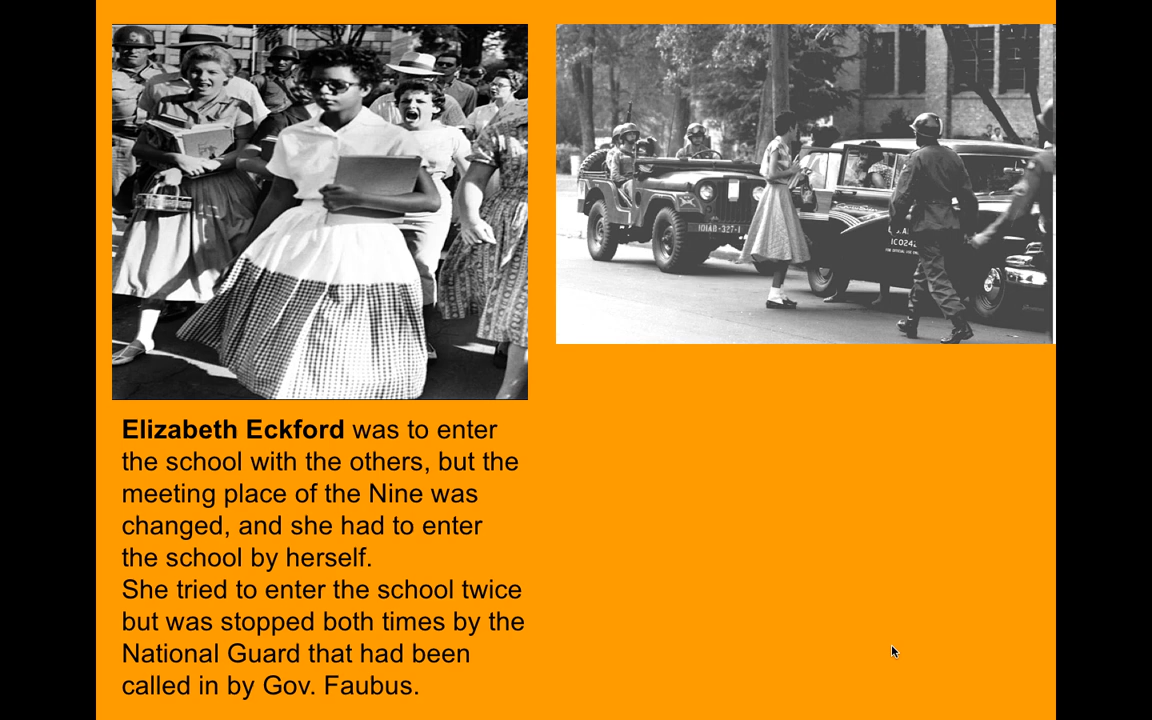 Elizabeth Eckford was to enter
the school with the others, but the
meeting place of the Nine was
changed, and she had to enter
the school by herself.
She tried to enter the school twice
but was stopped both times by the
National Guard that had been
called in by Gov. Faubus.
101AB-327-I